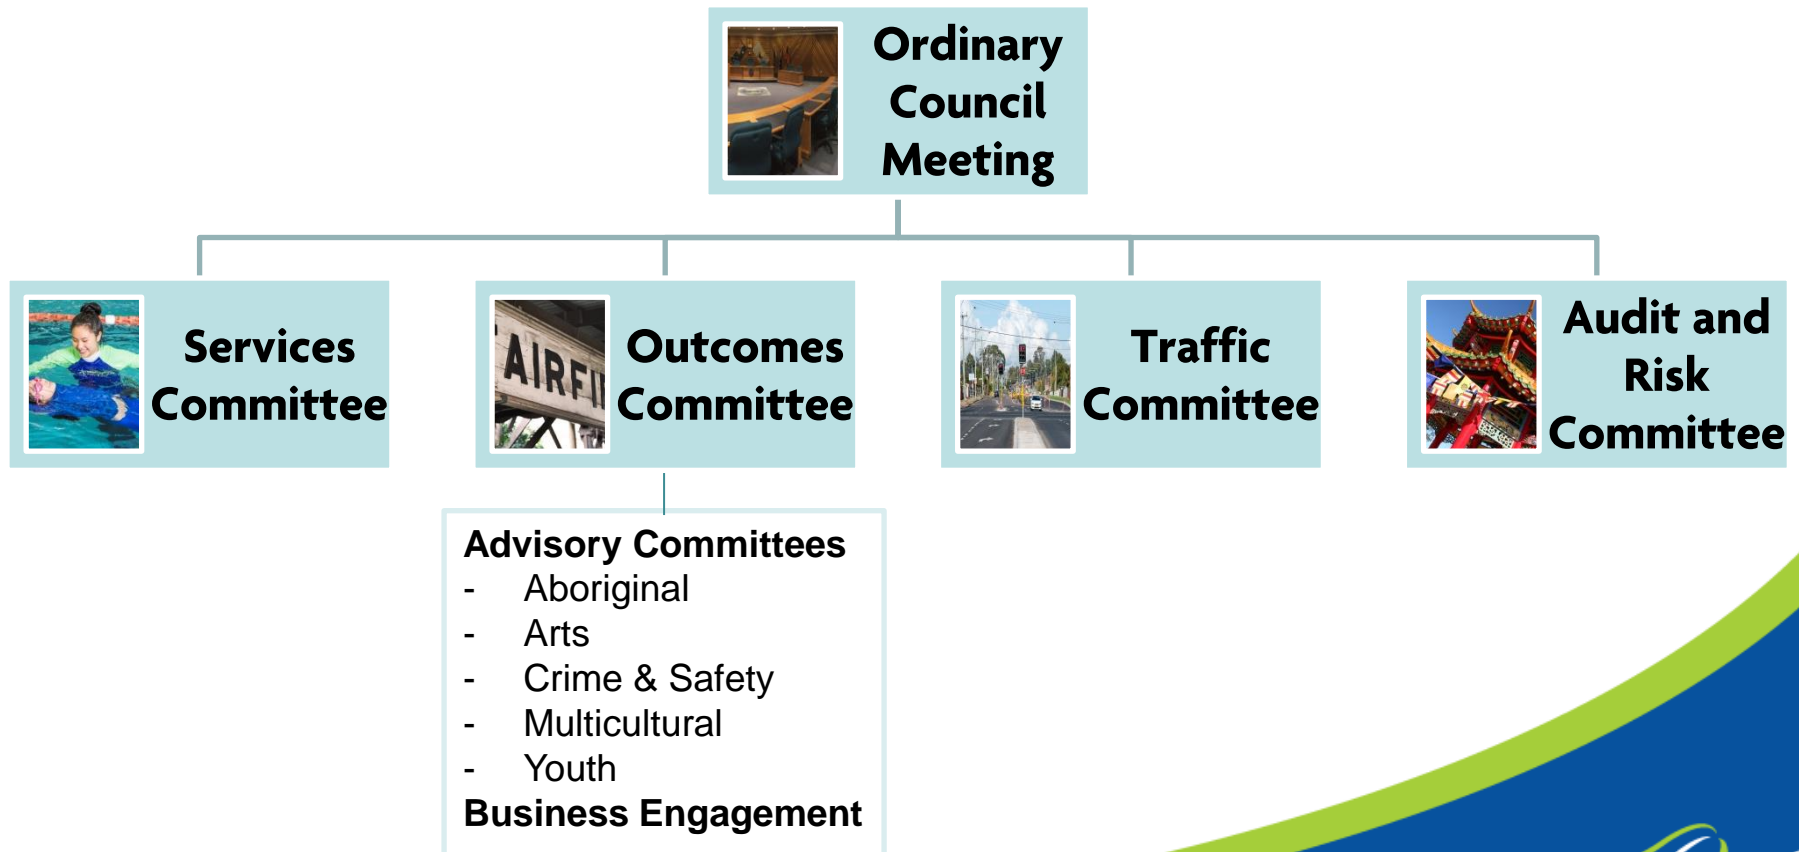 Ordinary
Council
Meeting
Services
Committee
AIRFI
Outcomes
Committee
Traffic
Committee
Audit and
Risk
Committee
Advisory Committees
- Aboriginal
- Arts
- Crime & Safety
- Multicultural
- Youth
Business Engagement